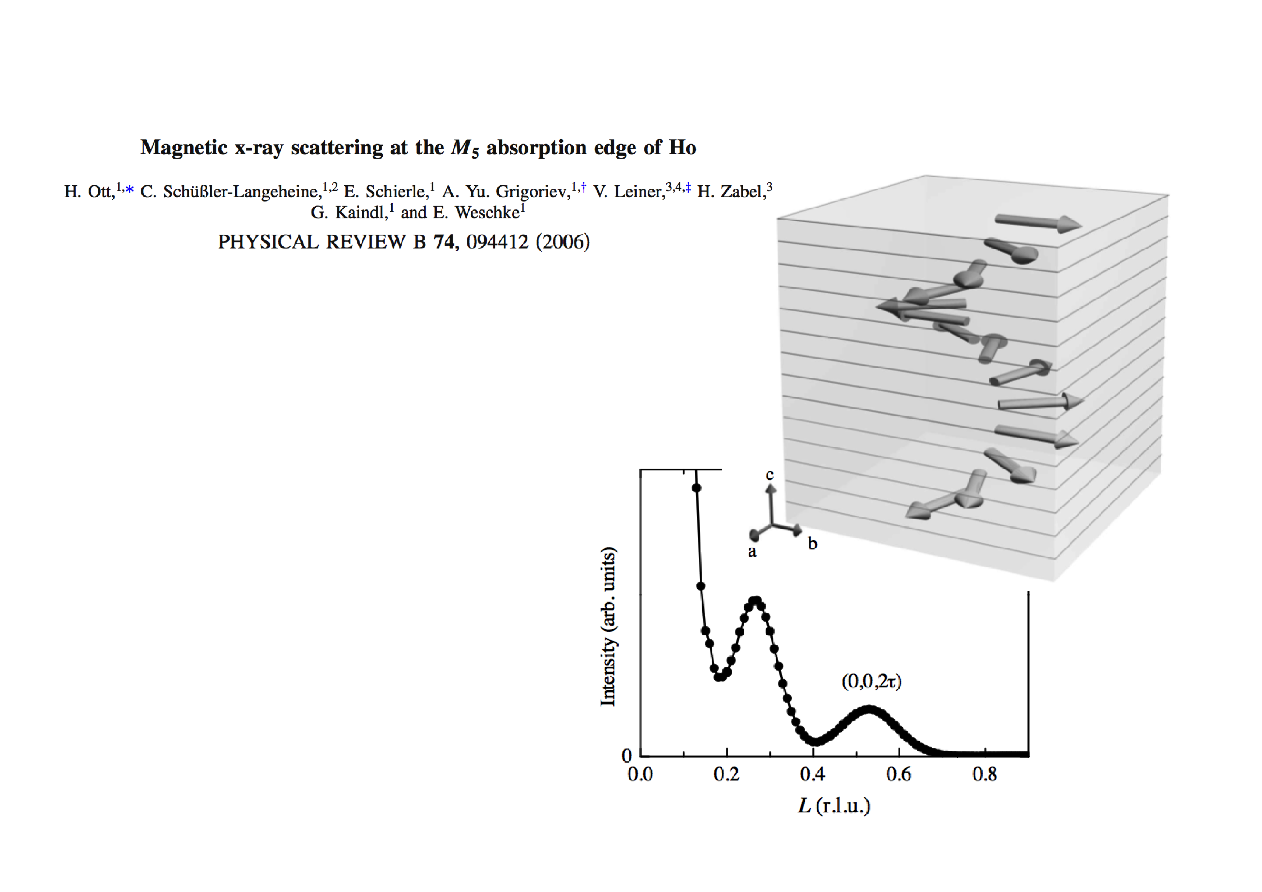 Magnetic x-ray scattering at the M5 absorption edge of Ho
H. Ott,1,* C. Schüßler-Langeheine,1,2 E. Schierle,1 A. Yu. Grigoriev,1,† V. Leiner,3,4,‡ H. Zabel,3
G. Kaindl,1 and E. Weschke1
PHYSICAL REVIEW B 74, 094412 (2006)
c
a
b
Intensity (arb. units)
(0,0,2τ)
0
0.0 0.2 0.4 0.6 0.8
L (r.l.u.)